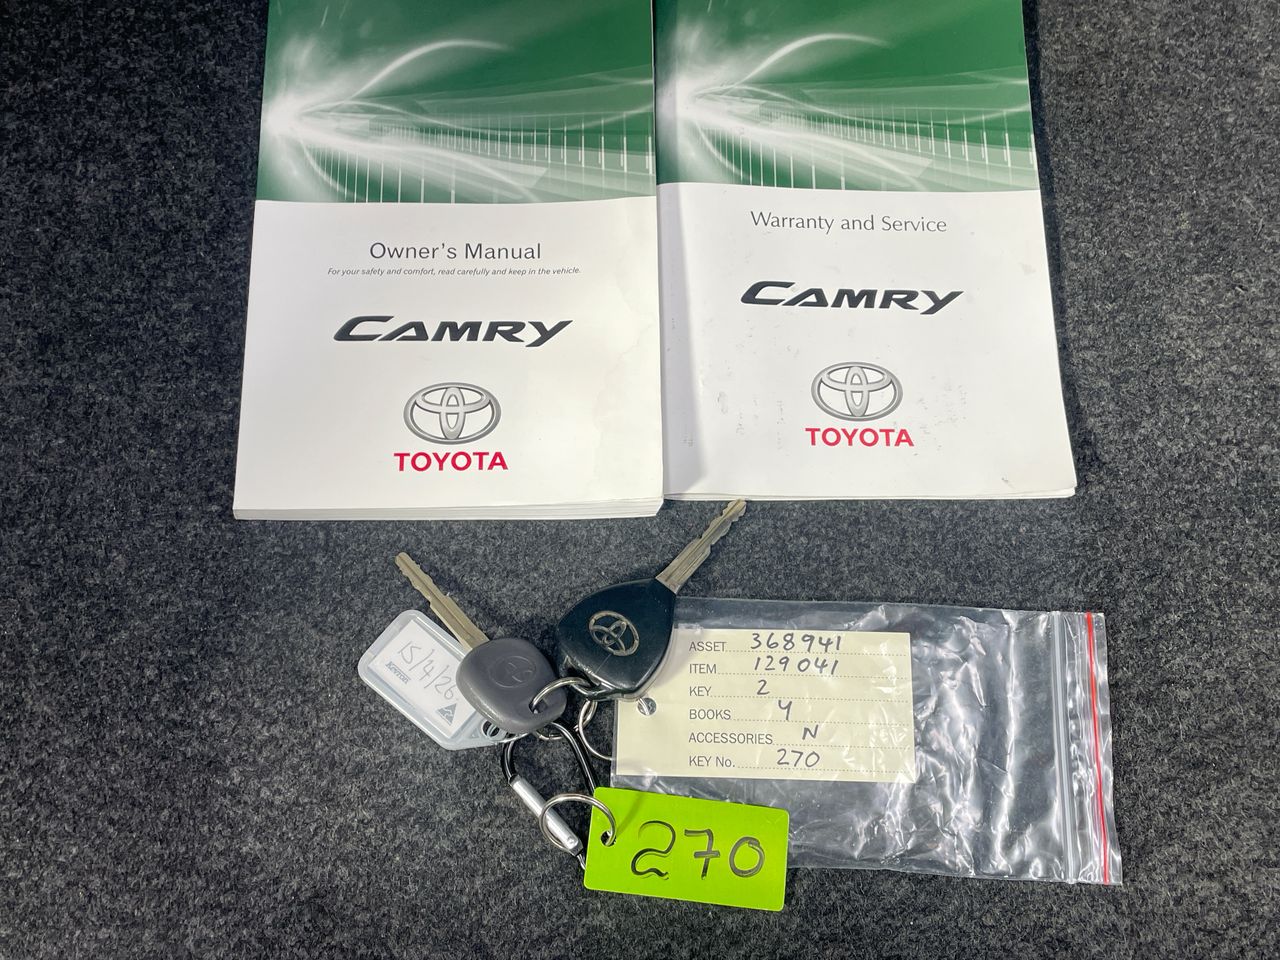 Owner's Manual
For your safety and comfort, read carefully and keep in the vehicle.
CAMRY
TOYOTA
Warranty and Service
CAMRY
TOYOTA
15/4/26
Kevron
ASSET 368941
ITEM 129041
KEY 2
BOOKS Y
ACCESSORIES N
KEY No. 270
270